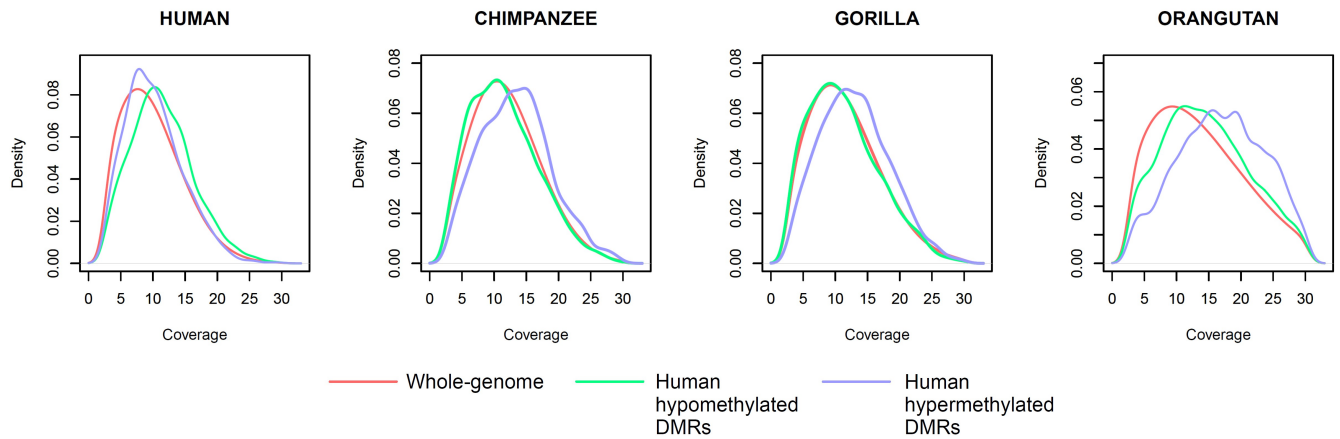 HUMAN
CHIMPANZEE
GORILLA
ORANGUTAN
Density
0.00 0.02 0.04 0.06 0.08
0 5 10 15 20 25 30
Coverage
Density
0.00 0.02 0.04 0.06 0.08
0 5 10 15 20 25 30
Coverage
Density
0.00 0.02 0.04 0.06 0.08
0 5 10 15 20 25 30
Coverage
Density
0.00 0.02 0.04 0.06
0 5 10 15 20 25 30
Coverage
Whole-genome
Human
hypomethylated
DMRs
Human
hypermethylated
DMRs